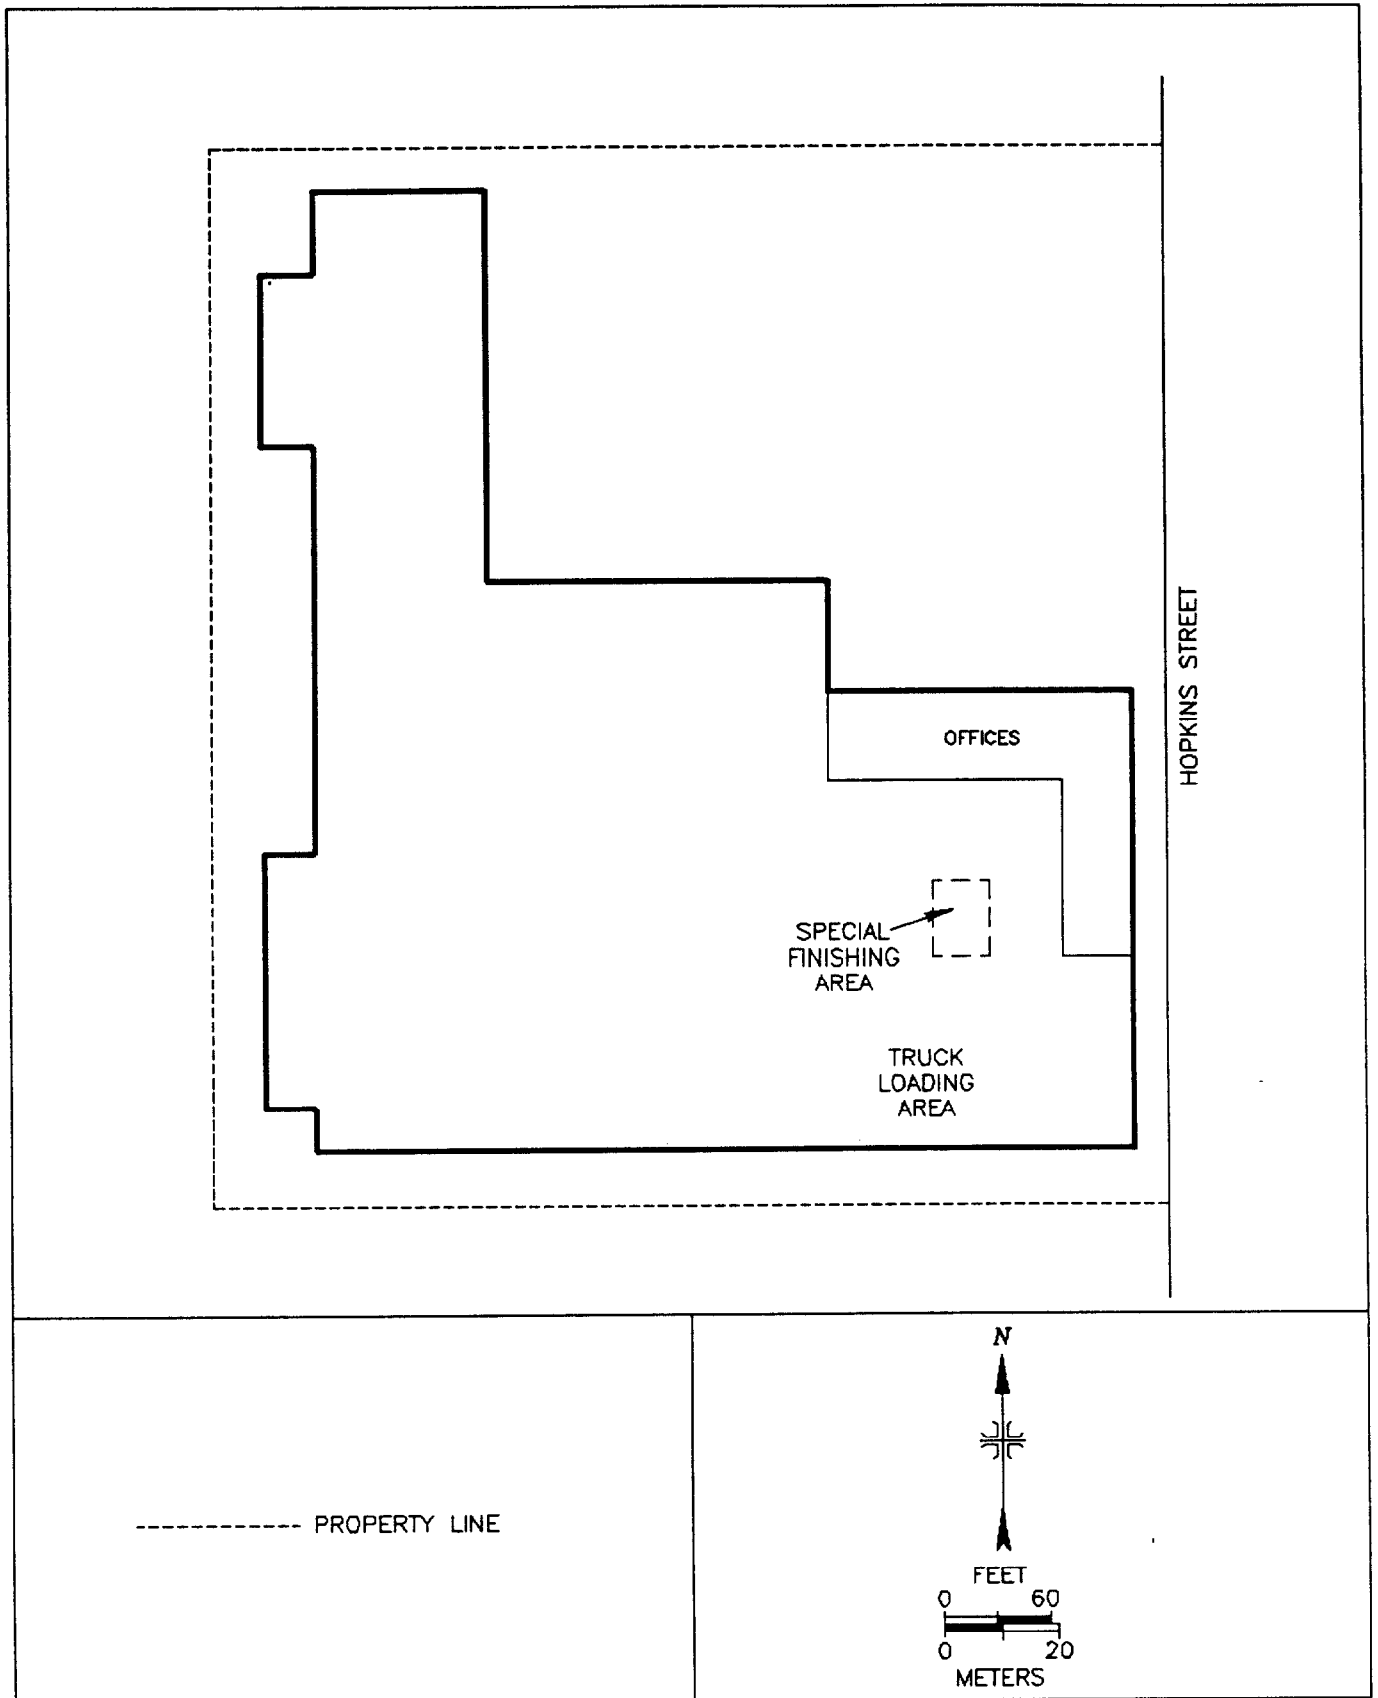 HOPKINS STREET
OFFICES
SPECIAL
FINISHING
AREA
TRUCK
LOADING
AREA
PROPERTY LINE
N
FEET
0 60
0 20
METERS